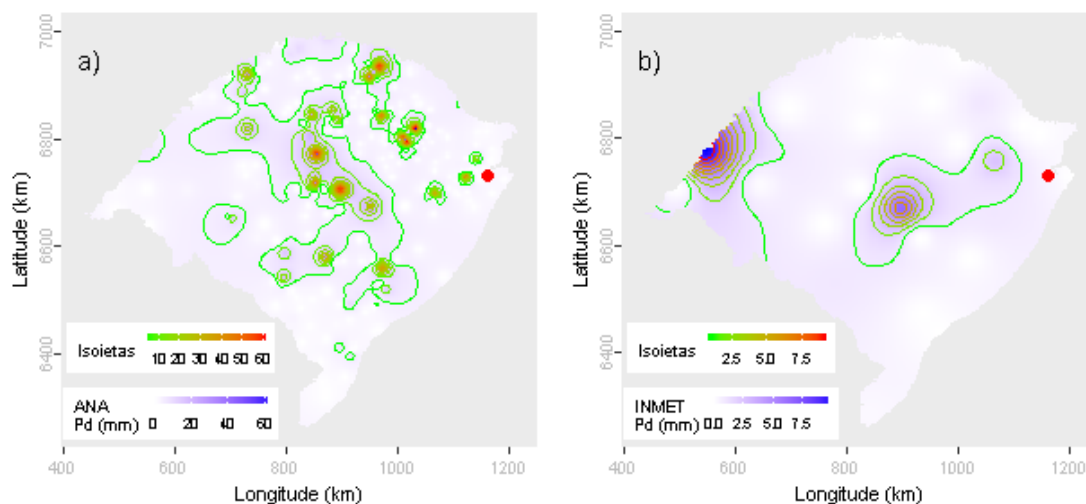 a)
Latitude (km)
7000
6800
6600
6400
Isoietas
10 20 30 40 50 60
ANA
Pd (mm) 0 20 40 60
400 600 800 1000 1200
Longitude (km)
b)
Latitude (km)
7000
6800
6600
6400
Isoietas
2.5 5.0 7.5
INMET
Pd (mm) 0.0 2.5 5.0 7.5
400 600 800 1000 1200
Longitude (km)